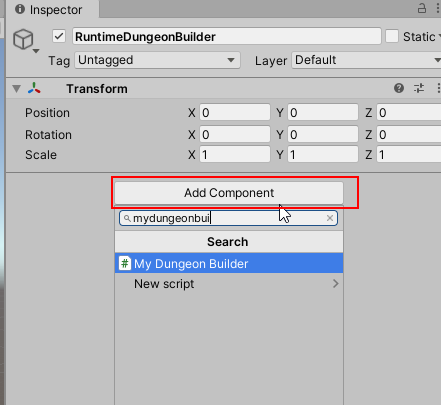 Inspector
RuntimeDungeonBuilder Static
Tag Untagged Layer Default
Transform
Position X 0 Y 0 Z 0
Rotation X 0 Y 0 Z 0
Scale X 1 Y 1 Z 1
Add Component
mydungeonbui
Search
# My Dungeon Builder
New script